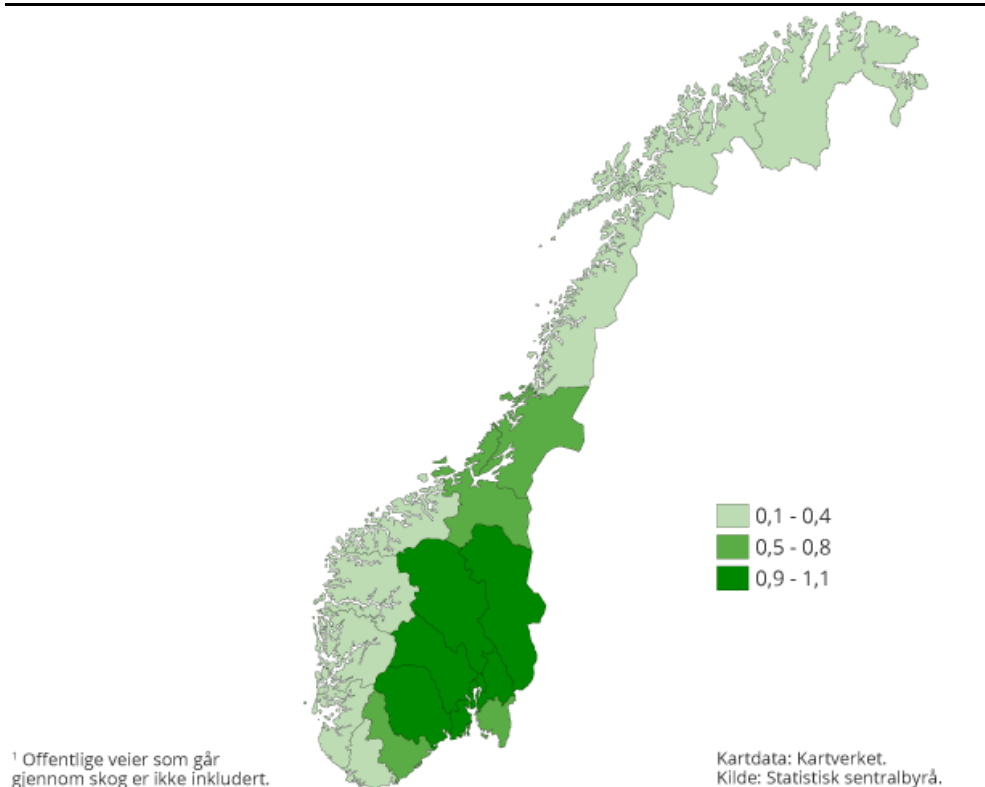 0,1 - 0,4
0,5 - 0,8
0,9 - 1,1
¹ Offentlige veier som går
gjennom skog er ikke inkludert.
Kartdata: Kartverket.
Kilde: Statistisk sentralbyrå.